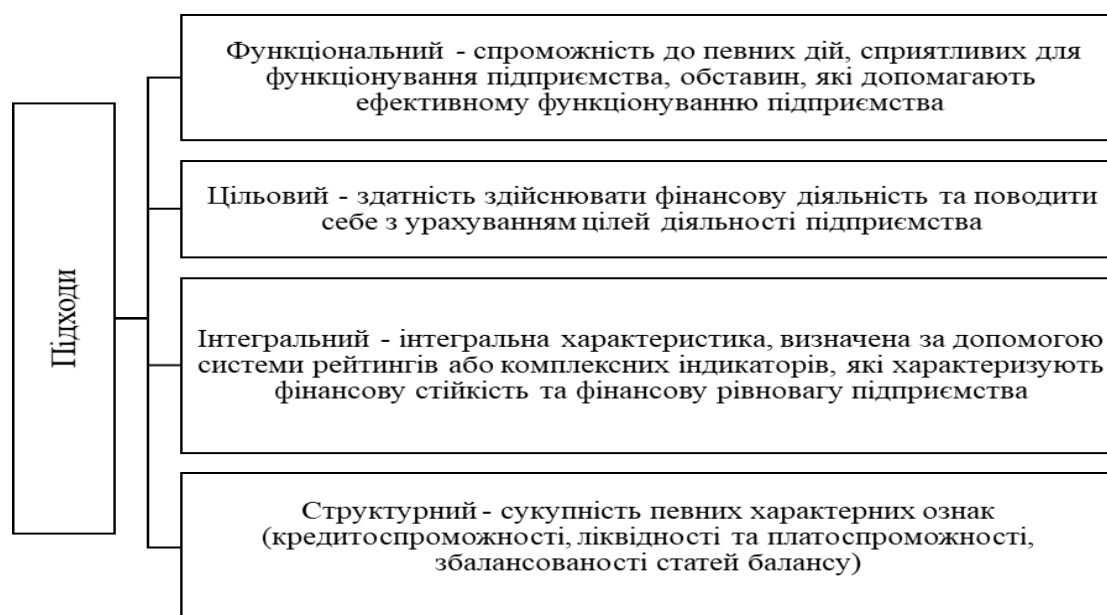 Підходи
Функціональний - спроможність до певних дій, сприятливих для
функціонування підприємства, обставин, які допомагають
ефективному функціонуванню підприємства
Цільовий - здатність здійснювати фінансову діяльність та поводити
себе з урахуванням цілей діяльності підприємства
Інтегральний - інтегральна характеристика, визначена за допомогою
системи рейтингів або комплексних індикаторів, які характеризують
фінансову стійкість та фінансову рівновагу підприємства
Структурний - сукупність певних характерних ознак
(кредитоспроможності, ліквідності та платоспроможності,
збалансованості статей балансу)